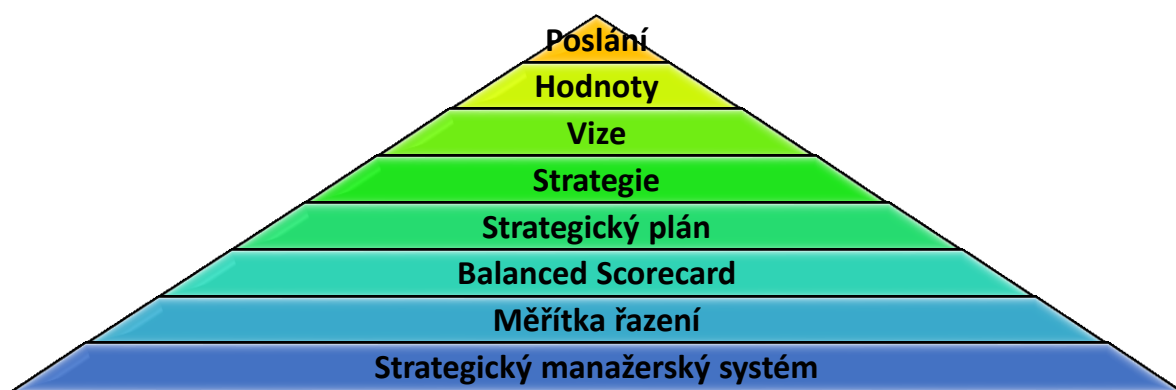 Poslání
Hodnoty
Vize
Strategie
Strategický plán
Balanced Scorecard
Měřítka řazení
Strategický manažerský systém